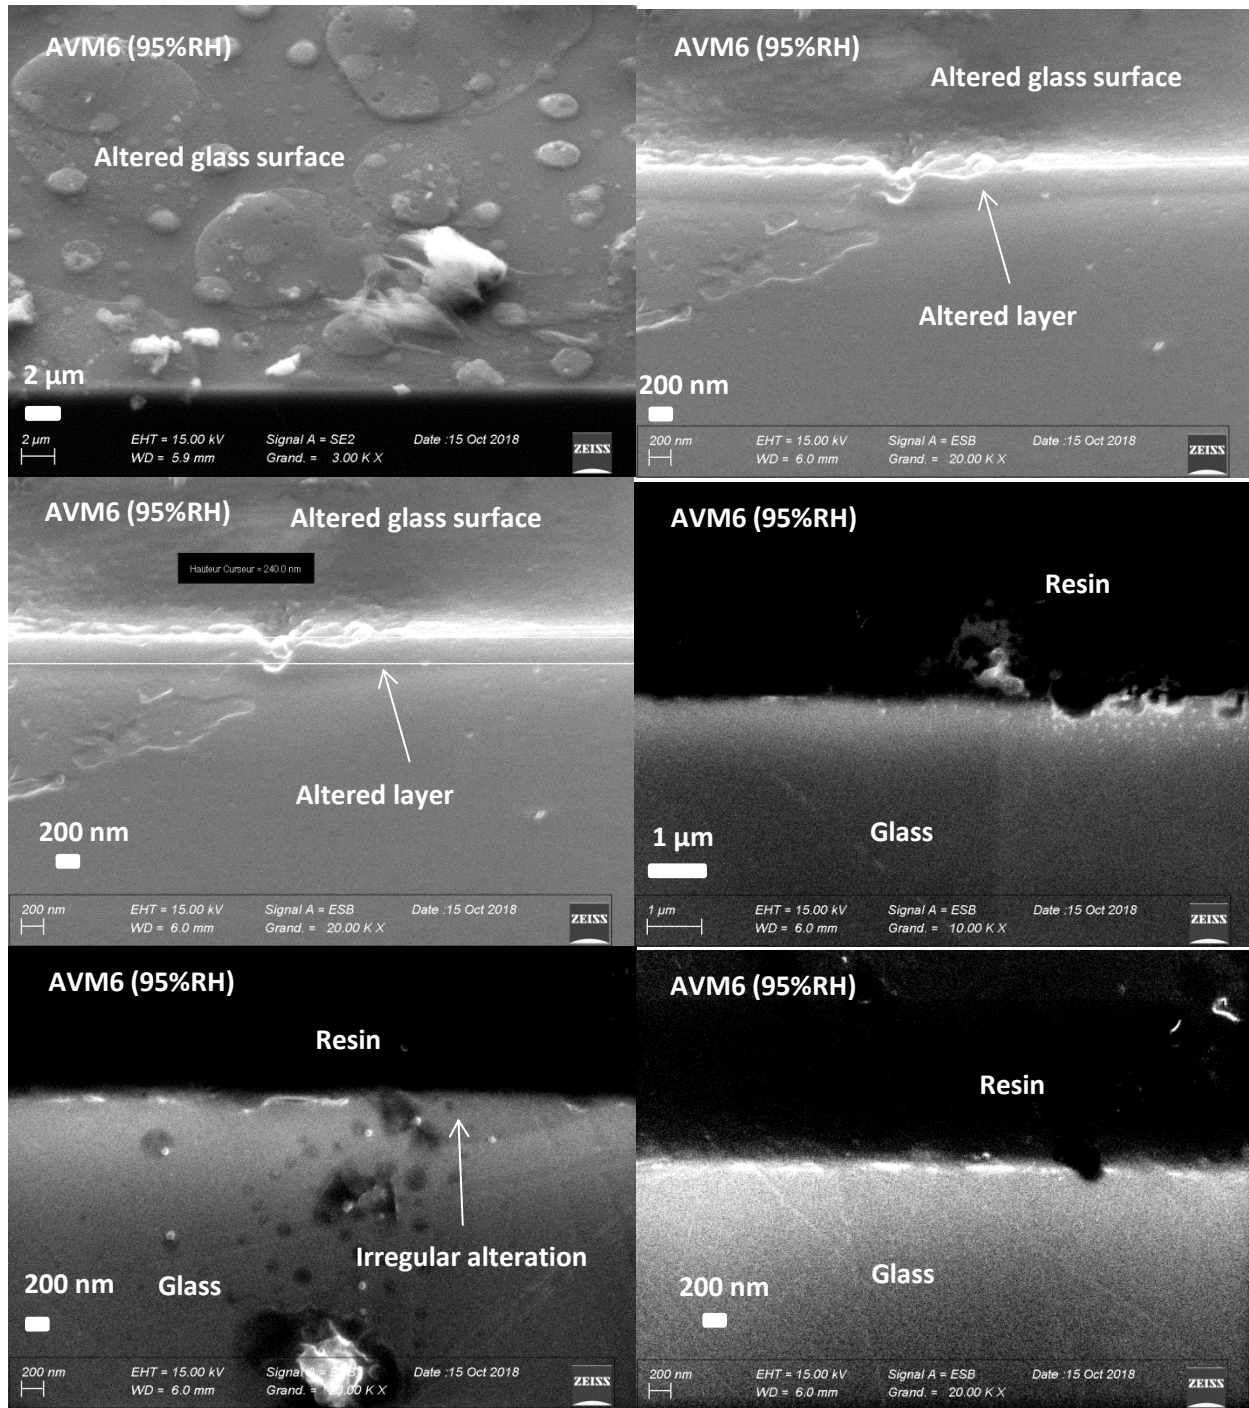 AVM6 (95%RH)
Altered glass surface
2 µm
2 µm EHT = 15.00 kV Signal A = SE2 Date :15 Oct 2018
WD = 5.9 mm Grand. = 3.00 K X ZEISS
AVM6 (95%RH)
Altered glass surface
Altered layer
200 nm
200 nm EHT = 15.00 kV Signal A = ESB Date :15 Oct 2018
WD = 6.0 mm Grand. = 20.00 K X ZEISS
AVM6 (95%RH) Altered glass surface
Hauteur Curseur = 240.0 nm
Altered layer
200 nm
200 nm EHT = 15.00 kV Signal A = ESB Date :15 Oct 2018
WD = 6.0 mm Grand. = 20.00 K X ZEISS
AVM6 (95%RH)
Resin
1 µm Glass
1 µm EHT = 15.00 kV Signal A = ESB Date :15 Oct 2018
WD = 6.0 mm Grand. = 10.00 K X ZEISS
AVM6 (95%RH)
Resin
Irregular alteration
200 nm Glass
200 nm EHT = 15.00 kV Signal A = Date :15 Oct 2018
WD = 6.0 mm Grand. = 20.00 K X ZEISS
AVM6 (95%RH)
Resin
Glass
200 nm
200 nm EHT = 15.00 kV Signal A = ESB Date :15 Oct 2018
WD = 6.0 mm Grand. = 20.00 K X ZEISS